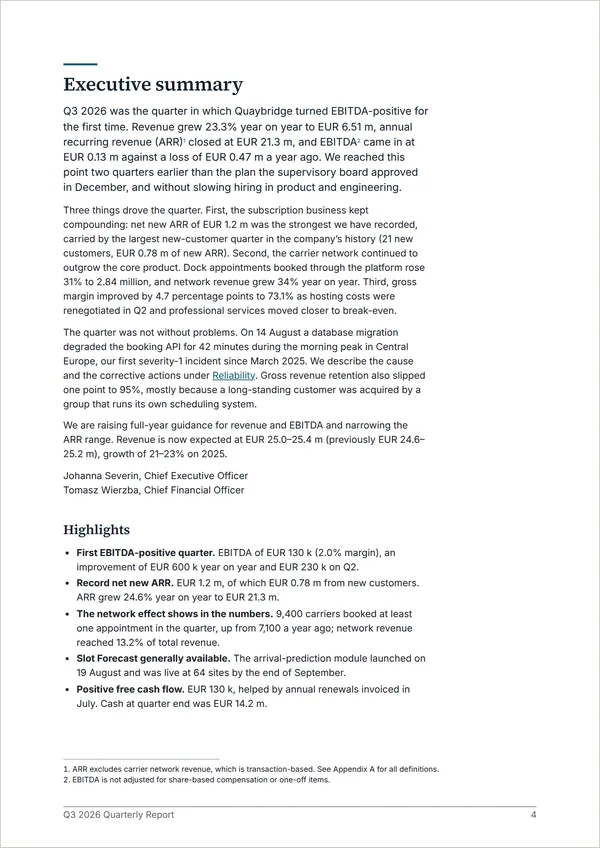 Executive summary
Q3 2026 was the quarter in which Quaybridge turned EBITDA-positive for
the first time. Revenue grew 23.3% year on year to EUR 6.51 m, annual
recurring revenue (ARR)¹ closed at EUR 21.3 m, and EBITDA² came in at
EUR 0.13 m against a loss of EUR 0.47 m a year ago. We reached this
point two quarters earlier than the plan the supervisory board approved
in December, and without slowing hiring in product and engineering.
Three things drove the quarter. First, the subscription business kept
compounding: net new ARR of EUR 1.2 m was the strongest we have recorded,
carried by the largest new-customer quarter in the company’s history (21 new
customers, EUR 0.78 m of new ARR). Second, the carrier network continued to
outgrow the core product. Dock appointments booked through the platform rose
31% to 2.84 million, and network revenue grew 34% year on year. Third, gross
margin improved by 4.7 percentage points to 73.1% as hosting costs were
renegotiated in Q2 and professional services moved closer to break-even.
The quarter was not without problems. On 14 August a database migration
degraded the booking API for 42 minutes during the morning peak in Central
Europe, our first severity-1 incident since March 2025. We describe the cause
and the corrective actions under Reliability. Gross revenue retention also slipped
one point to 95%, mostly because a long-standing customer was acquired by a
group that runs its own scheduling system.
We are raising full-year guidance for revenue and EBITDA and narrowing the
ARR range. Revenue is now expected at EUR 25.0–25.4 m (previously EUR 24.6–
25.2 m), growth of 21–23% on 2025.
Johanna Severin, Chief Executive Officer
Tomasz Wierzba, Chief Financial Officer
Highlights
• First EBITDA-positive quarter. EBITDA of EUR 130 k (2.0% margin), an
improvement of EUR 600 k year on year and EUR 230 k on Q2.
• Record net new ARR. EUR 1.2 m, of which EUR 0.78 m from new customers.
ARR grew 24.6% year on year to EUR 21.3 m.
• The network effect shows in the numbers. 9,400 carriers booked at least
one appointment in the quarter, up from 7,100 a year ago; network revenue
reached 13.2% of total revenue.
• Slot Forecast generally available. The arrival-prediction module launched on
19 August and was live at 64 sites by the end of September.
• Positive free cash flow. EUR 130 k, helped by annual renewals invoiced in
July. Cash at quarter end was EUR 14.2 m.
1. ARR excludes carrier network revenue, which is transaction-based. See Appendix A for all definitions.
2. EBITDA is not adjusted for share-based compensation or one-off items.
Q3 2026 Quarterly Report 4